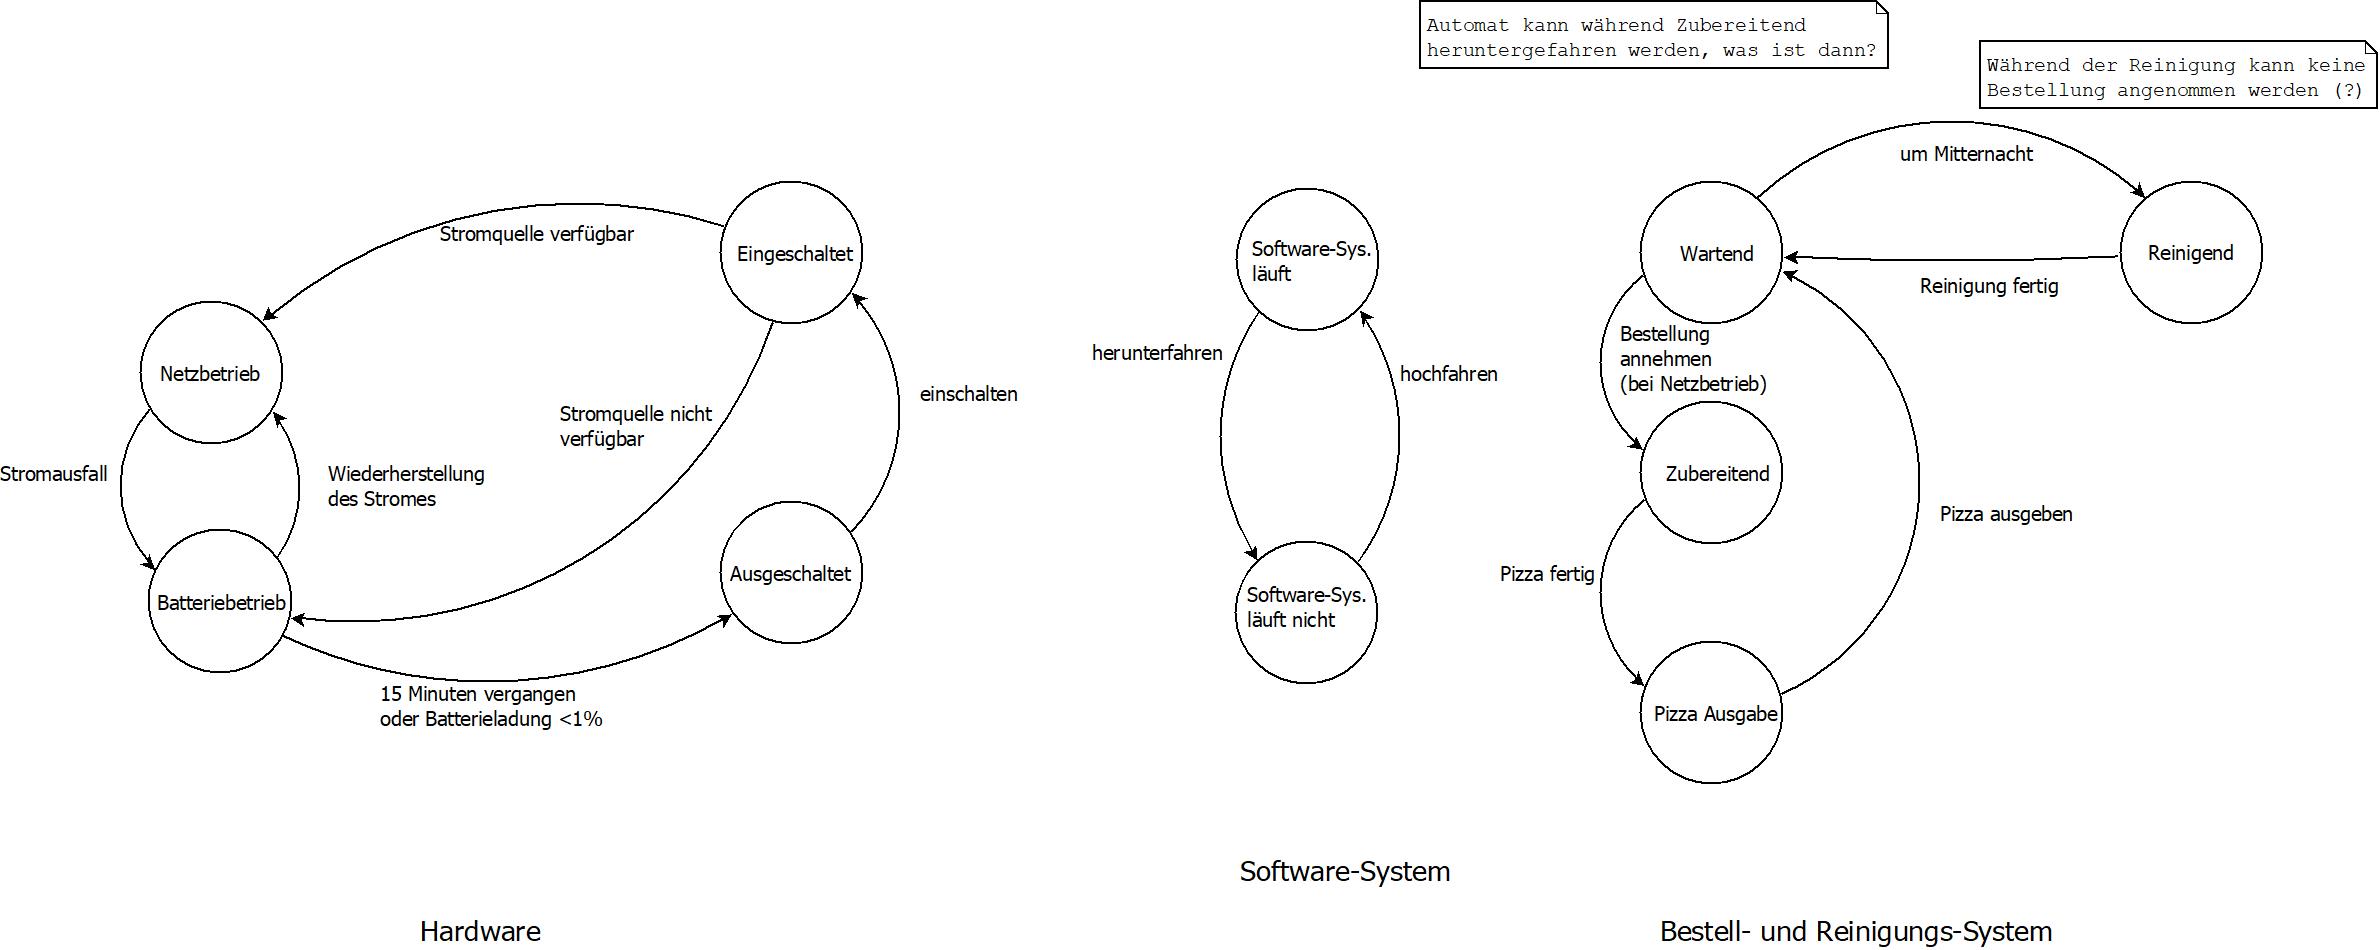 Automat kann während Zubereitend
heruntergefahren werden, was ist dann?
Während der Reinigung kann keine
Bestellung angenommen werden (?)
Stromquelle verfügbar
Eingeschaltet
Netzbetrieb
Stromquelle nicht
verfügbar
einschalten
Stromausfall
Wiederherstellung
des Stromes
Batteriebetrieb
Ausgeschaltet
15 Minuten vergangen
oder Batterieladung <1%
Hardware
Software-Sys.
läuft
herunterfahren
hochfahren
Software-Sys.
läuft nicht
Software-System
um Mitternacht
Wartend
Reinigend
Reinigung fertig
Bestellung
annehmen
(bei Netzbetrieb)
Zubereitend
Pizza ausgeben
Pizza fertig
Pizza Ausgabe
Bestell- und Reinigungs-System